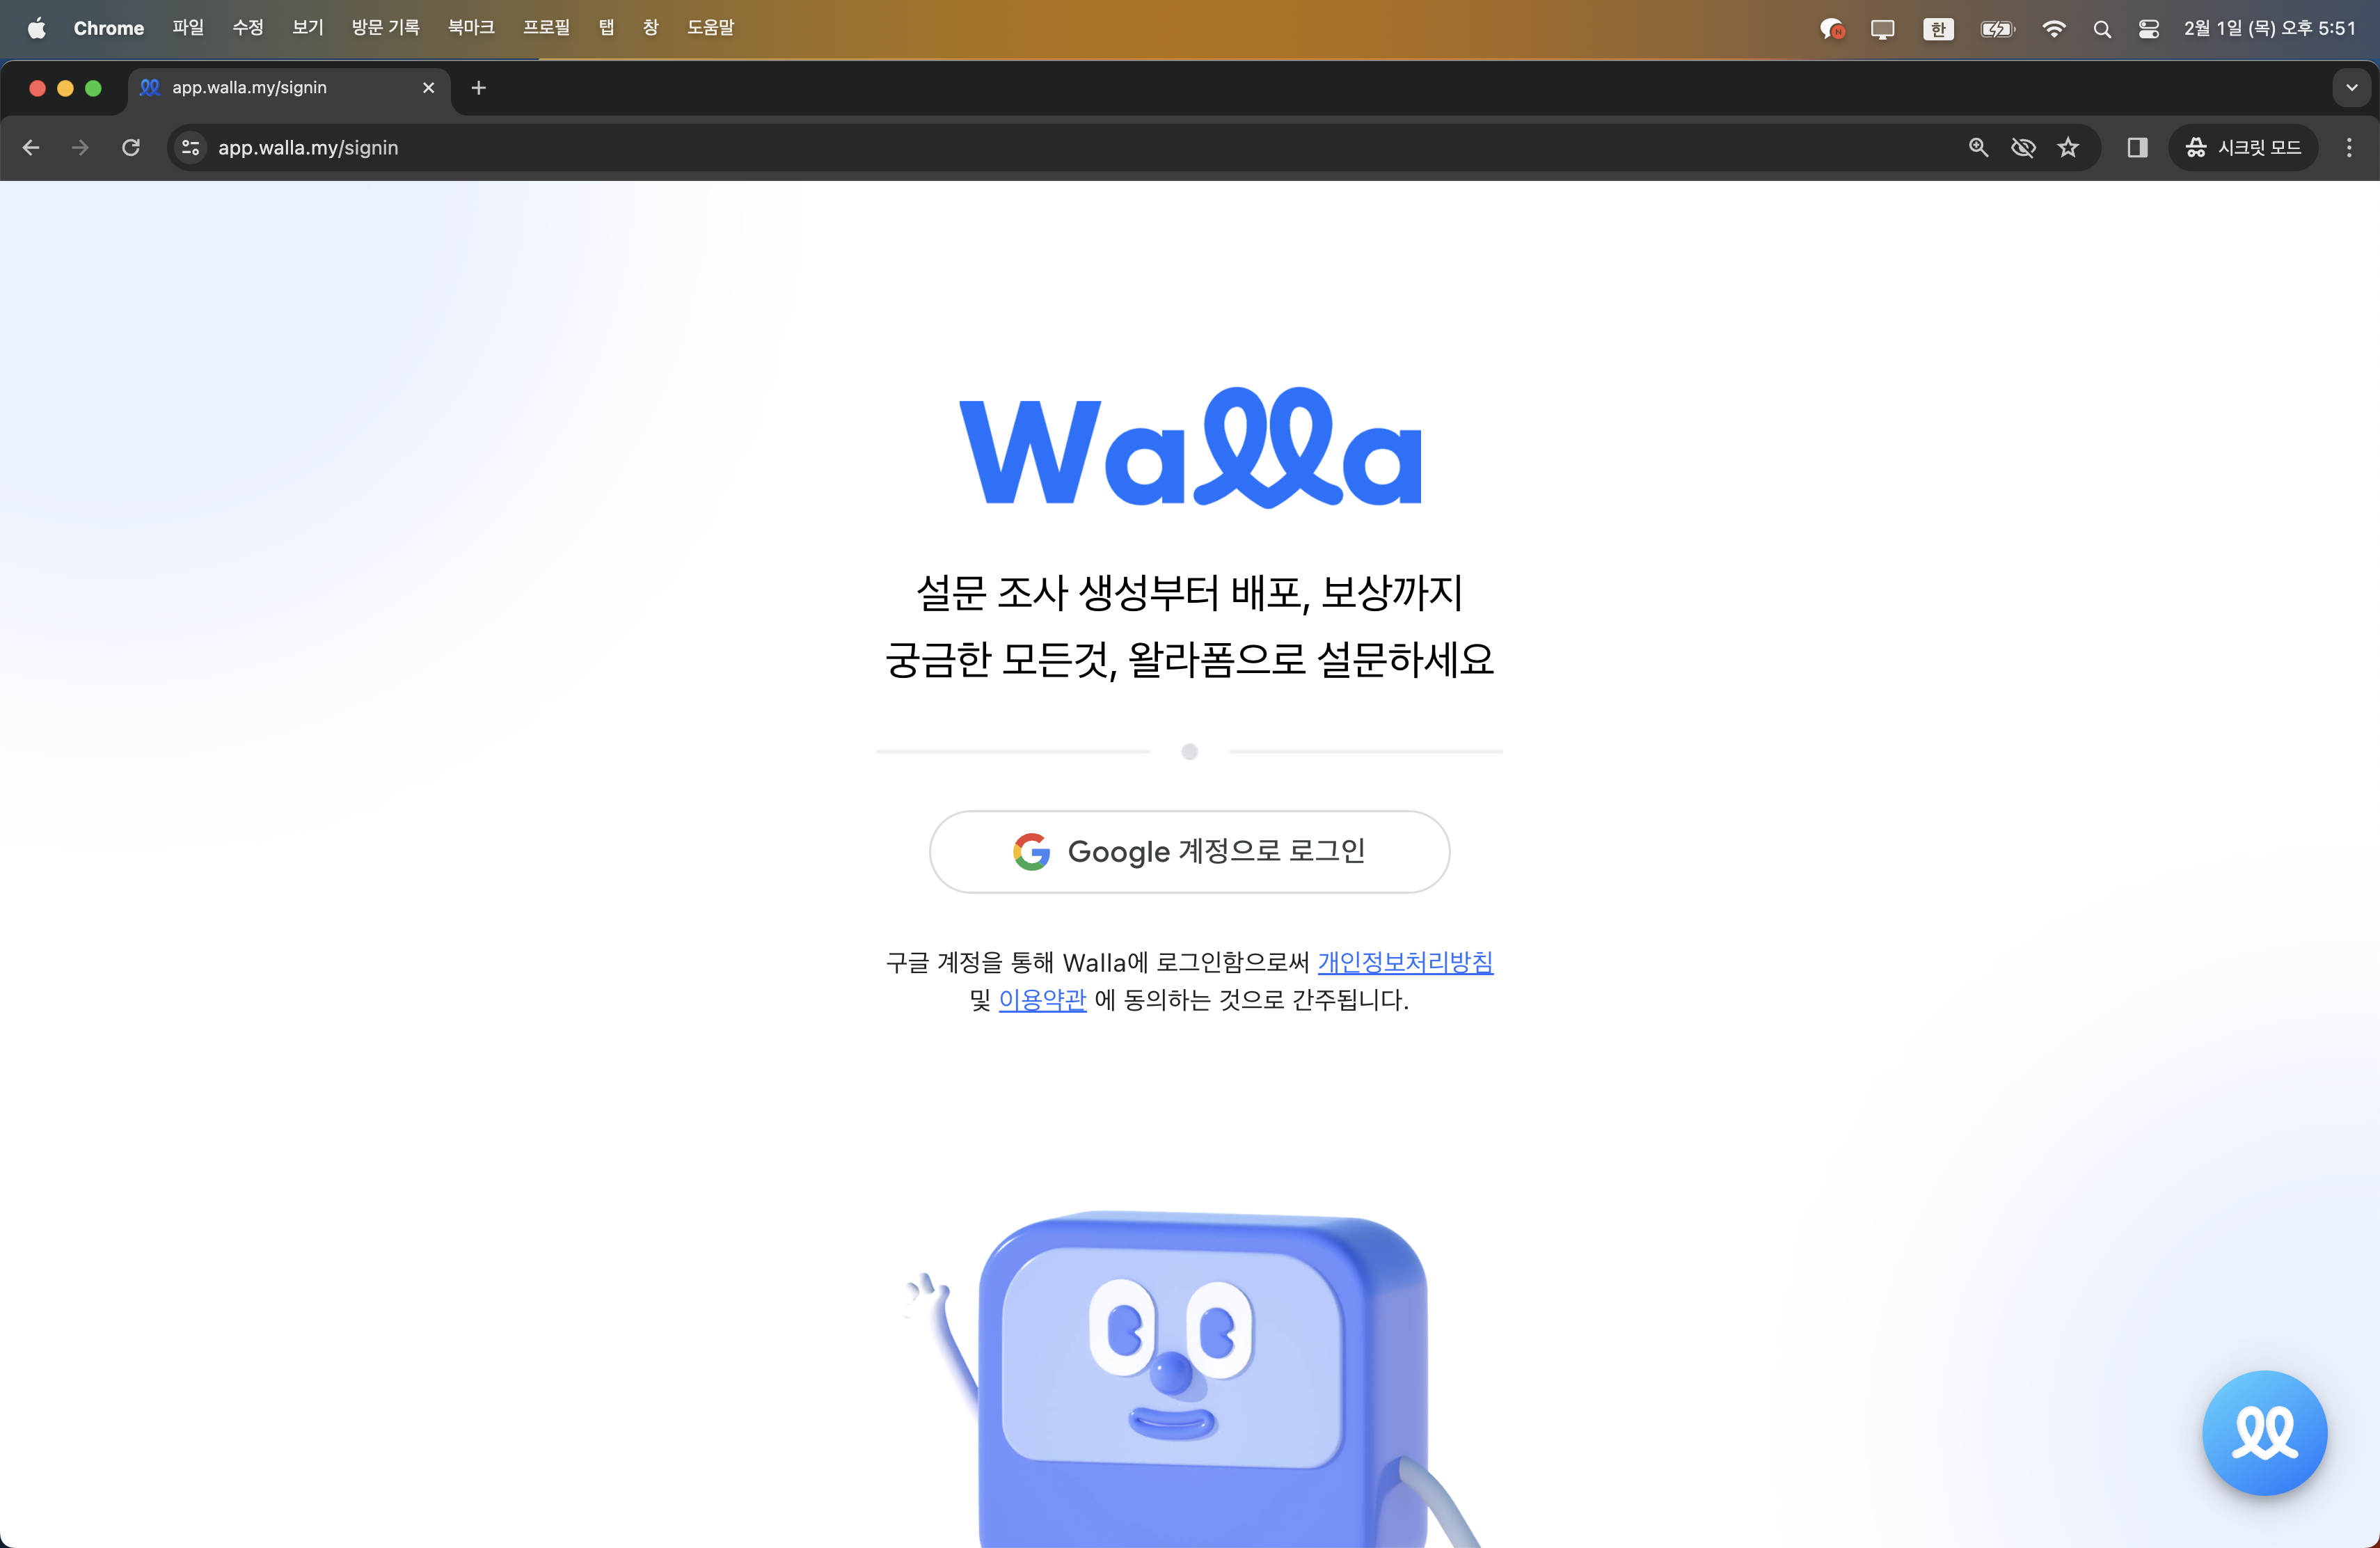 Chrome 파일 수정 보기 방문 기록 북마크 프로필 탭 창 도움말 N 한 2월 1일 (목) 오후 5:51
app.walla.my/signin
app.walla.my/signin 시크릿 모드
Walla
설문 조사 생성부터 배포, 보상까지
궁금한 모든것, 왈라폼으로 설문하세요
Google 계정으로 로그인
구글 계정을 통해 Walla에 로그인함으로써 개인정보처리방침
및 이용약관 에 동의하는 것으로 간주됩니다.